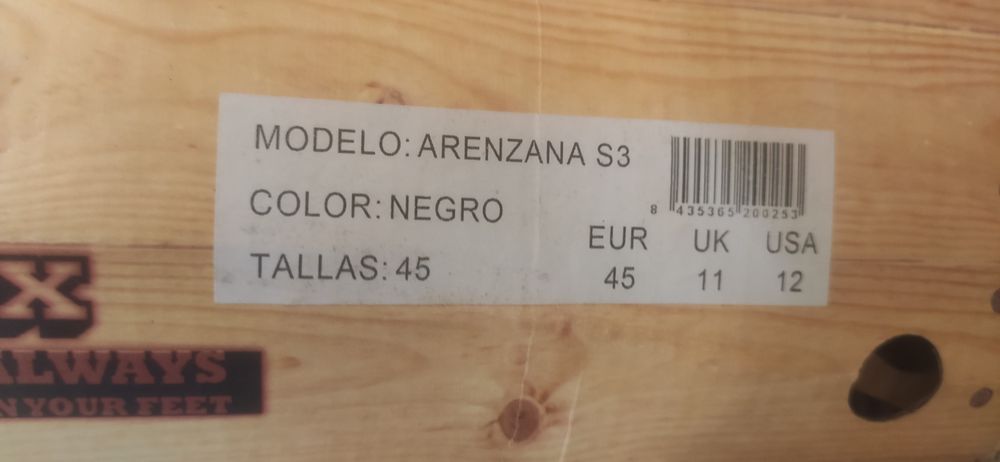 MODELO: ARENZANA S3
COLOR: NEGRO
TALLAS: 45
8 435365 200253
EUR UK USA
45 11 12
X
ALWAYS
N YOUR FEET